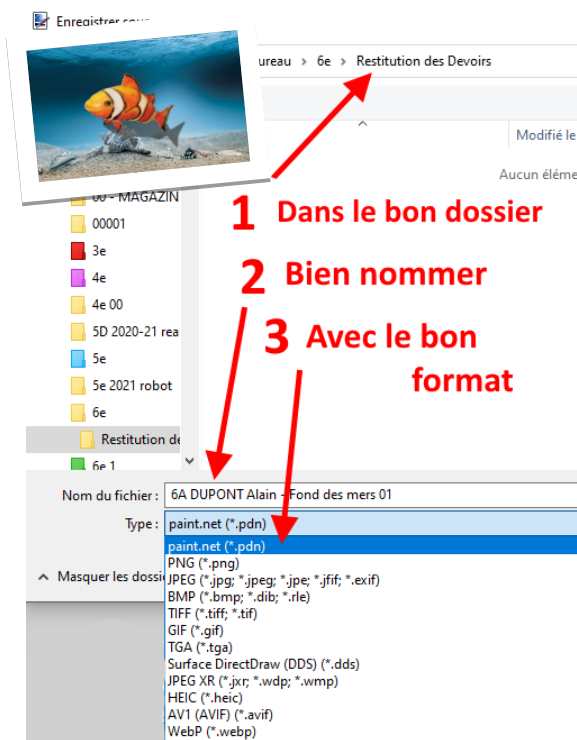 Enregistrer sous
ureau › 6e › Restitution des Devoirs
Modifié le
Aucun éléme
1 Dans le bon dossier
00 - MAGAZIN
00001
2 Bien nommer
3e
4e
4e 00
3 Avec le bon
format
5D 2020-21 rea
5e
5e 2021 robot
6e
Restitution de
6e 1
Nom du fichier : 6A DUPONT Alain - Fond des mers 01
Type : paint.net (*.pdn)
paint.net (*.pdn)
PNG (*.png)
Masquer les dossie
JPEG (*.jpg; *.jpeg; *.jpe; *.jfif; *.exif)
BMP (*.bmp; *.dib; *.rle)
TIFF (*.tiff; *.tif)
GIF (*.gif)
TGA (*.tga)
Surface DirectDraw (DDS) (*.dds)
JPEG XR (*.jxr; *.wdp; *.wmp)
HEIC (*.heic)
AV1 (AVIF) (*.avif)
WebP (*.webp)